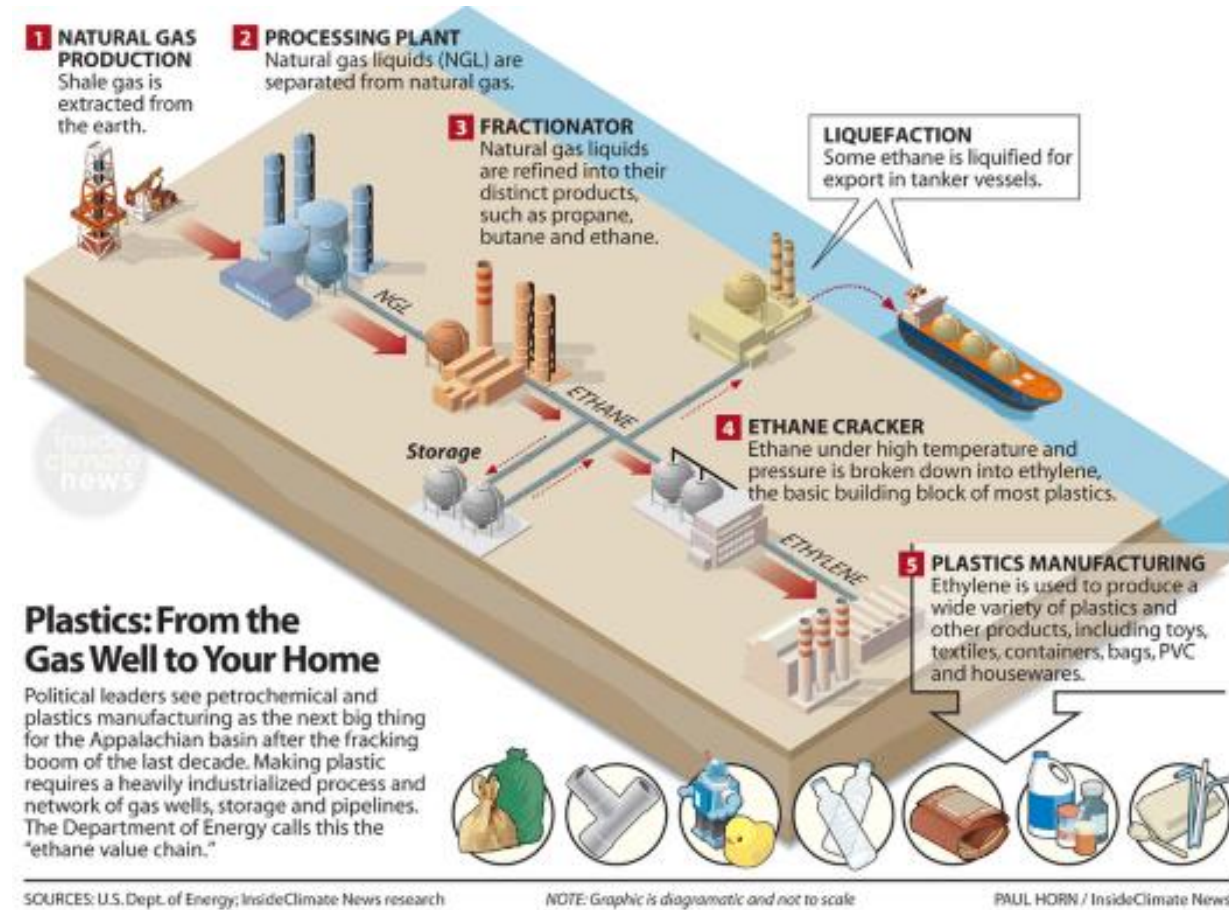 1 NATURAL GAS
PRODUCTION
Shale gas is
extracted from
the earth.
2 PROCESSING PLANT
Natural gas liquids (NGL) are
separated from natural gas.
3 FRACTIONATOR
Natural gas liquids
are refined into their
distinct products,
such as propane,
butane and ethane.
LIQUEFACTION
Some ethane is liquified for
export in tanker vessels.
NGL
ETHANE
Storage
4 ETHANE CRACKER
Ethane under high temperature and
pressure is broken down into ethylene,
the basic building block of most plastics.
inside
climate
news
ETHYLENE
5 PLASTICS MANUFACTURING
Ethylene is used to produce a
wide variety of plastics and
other products, including toys,
textiles, containers, bags, PVC
and housewares.
Plastics: From the
Gas Well to Your Home
Political leaders see petrochemical and
plastics manufacturing as the next big thing
for the Appalachian basin after the fracking
boom of the last decade. Making plastic
requires a heavily industrialized process and
network of gas wells, storage and pipelines.
The Department of Energy calls this the
"ethane value chain."
SOURCES: U.S. Dept. of Energy; InsideClimate News research
NOTE: Graphic is diagramatic and not to scale
PAUL HORN / InsideClimate News